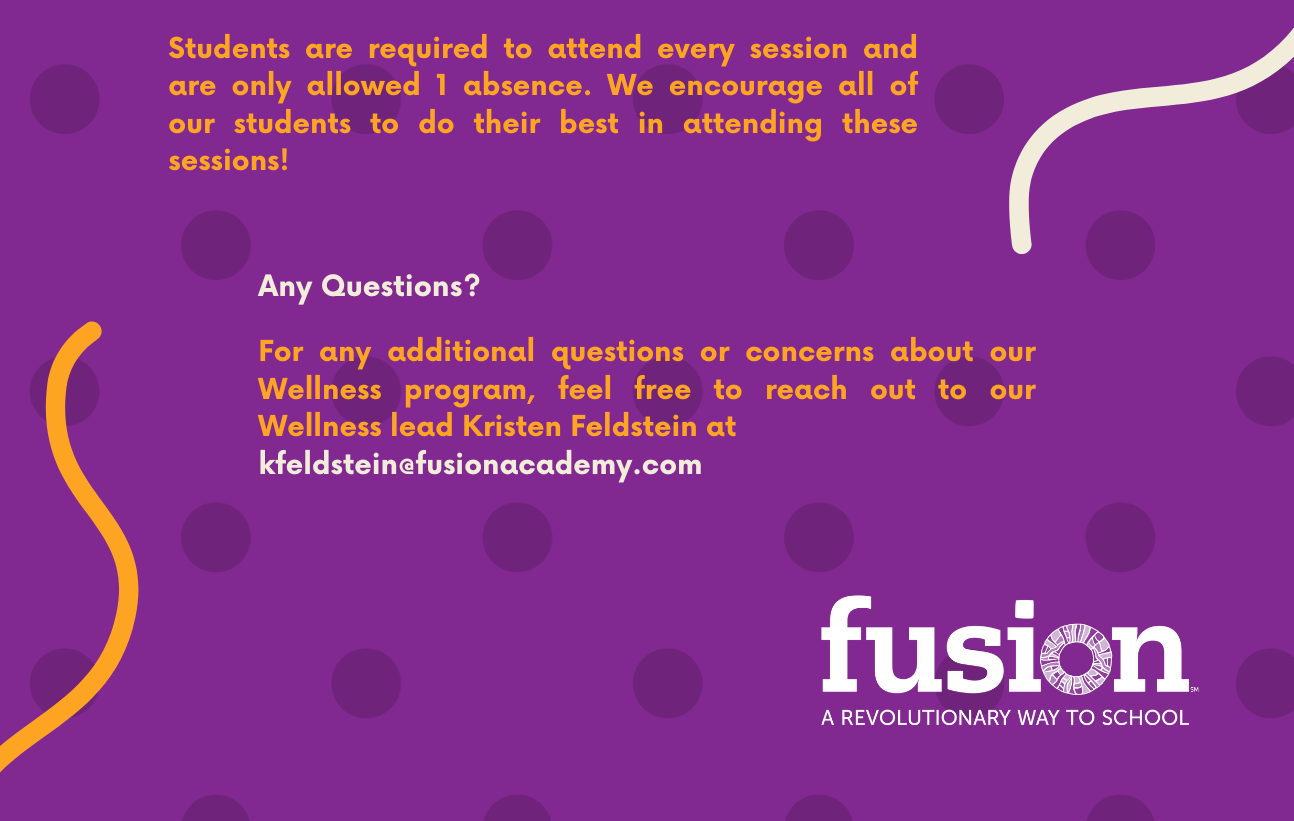 Students are required to attend every session and
are only allowed 1 absence. We encourage all of
our students to do their best in attending these
sessions!
Any Questions?
For any additional questions or concerns about our
Wellness program, feel free to reach out to our
Wellness lead Kristen Feldstein at
kfeldstein@fusionacademy.com
fusion℠
A REVOLUTIONARY WAY TO SCHOOL